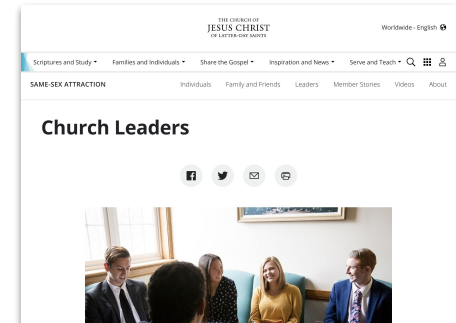 THE CHURCH OF
JESUS CHRIST
OF LATTER-DAY SAINTS
Worldwide - English
Scriptures and Study Families and Individuals Share the Gospel Inspiration and News Serve and Teach
SAME-SEX ATTRACTION Individuals Family and Friends Leaders Member Stories Videos About
Church Leaders